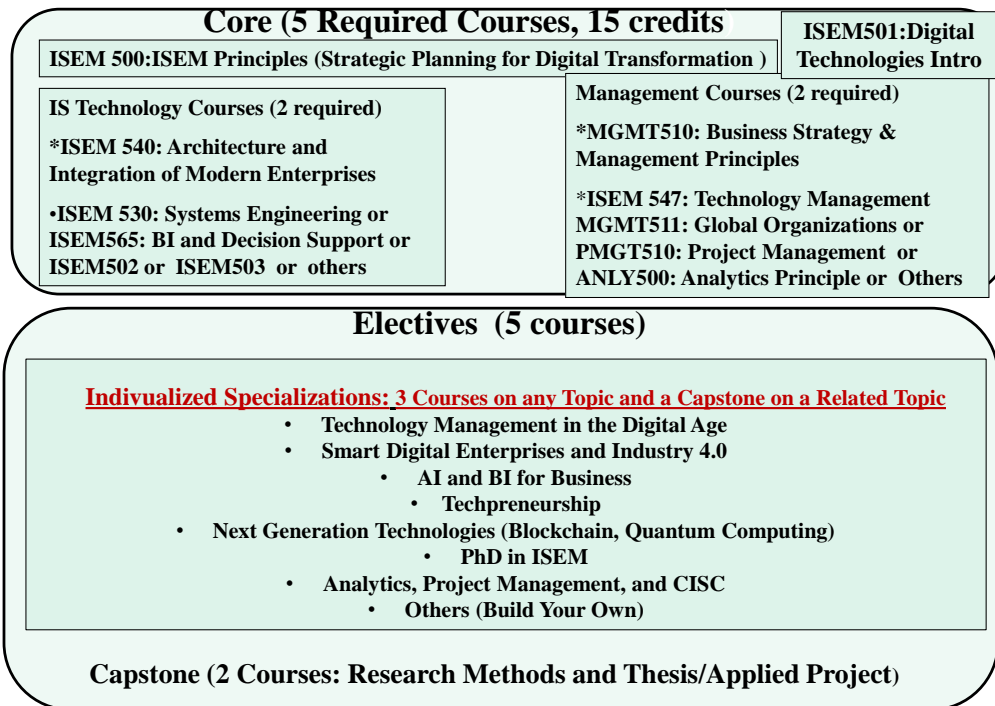 Core (5 Required Courses, 15 credits)
ISEM501:Digital
Technologies Intro
ISEM 500:ISEM Principles (Strategic Planning for Digital Transformation )
IS Technology Courses (2 required)
*ISEM 540: Architecture and
Integration of Modern Enterprises
•ISEM 530: Systems Engineering or
ISEM565: BI and Decision Support or
ISEM502 or ISEM503 or others
Management Courses (2 required)
*MGMT510: Business Strategy &
Management Principles
*ISEM 547: Technology Management
MGMT511: Global Organizations or
PMGT510: Project Management or
ANLY500: Analytics Principle or Others
Electives (5 courses)
Indivualized Specializations: 3 Courses on any Topic and a Capstone on a Related Topic
• Technology Management in the Digital Age
• Smart Digital Enterprises and Industry 4.0
• AI and BI for Business
• Techpreneurship
• Next Generation Technologies (Blockchain, Quantum Computing)
• PhD in ISEM
• Analytics, Project Management, and CISC
• Others (Build Your Own)
Capstone (2 Courses: Research Methods and Thesis/Applied Project)